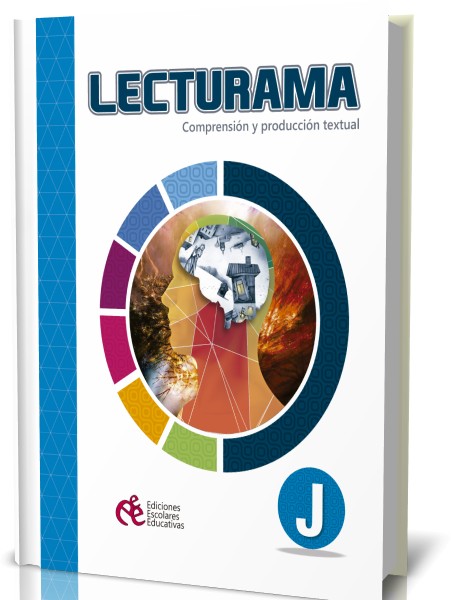 LECTURAMA
Comprensión y producción textual
Ediciones
Escolares
Educativas
J